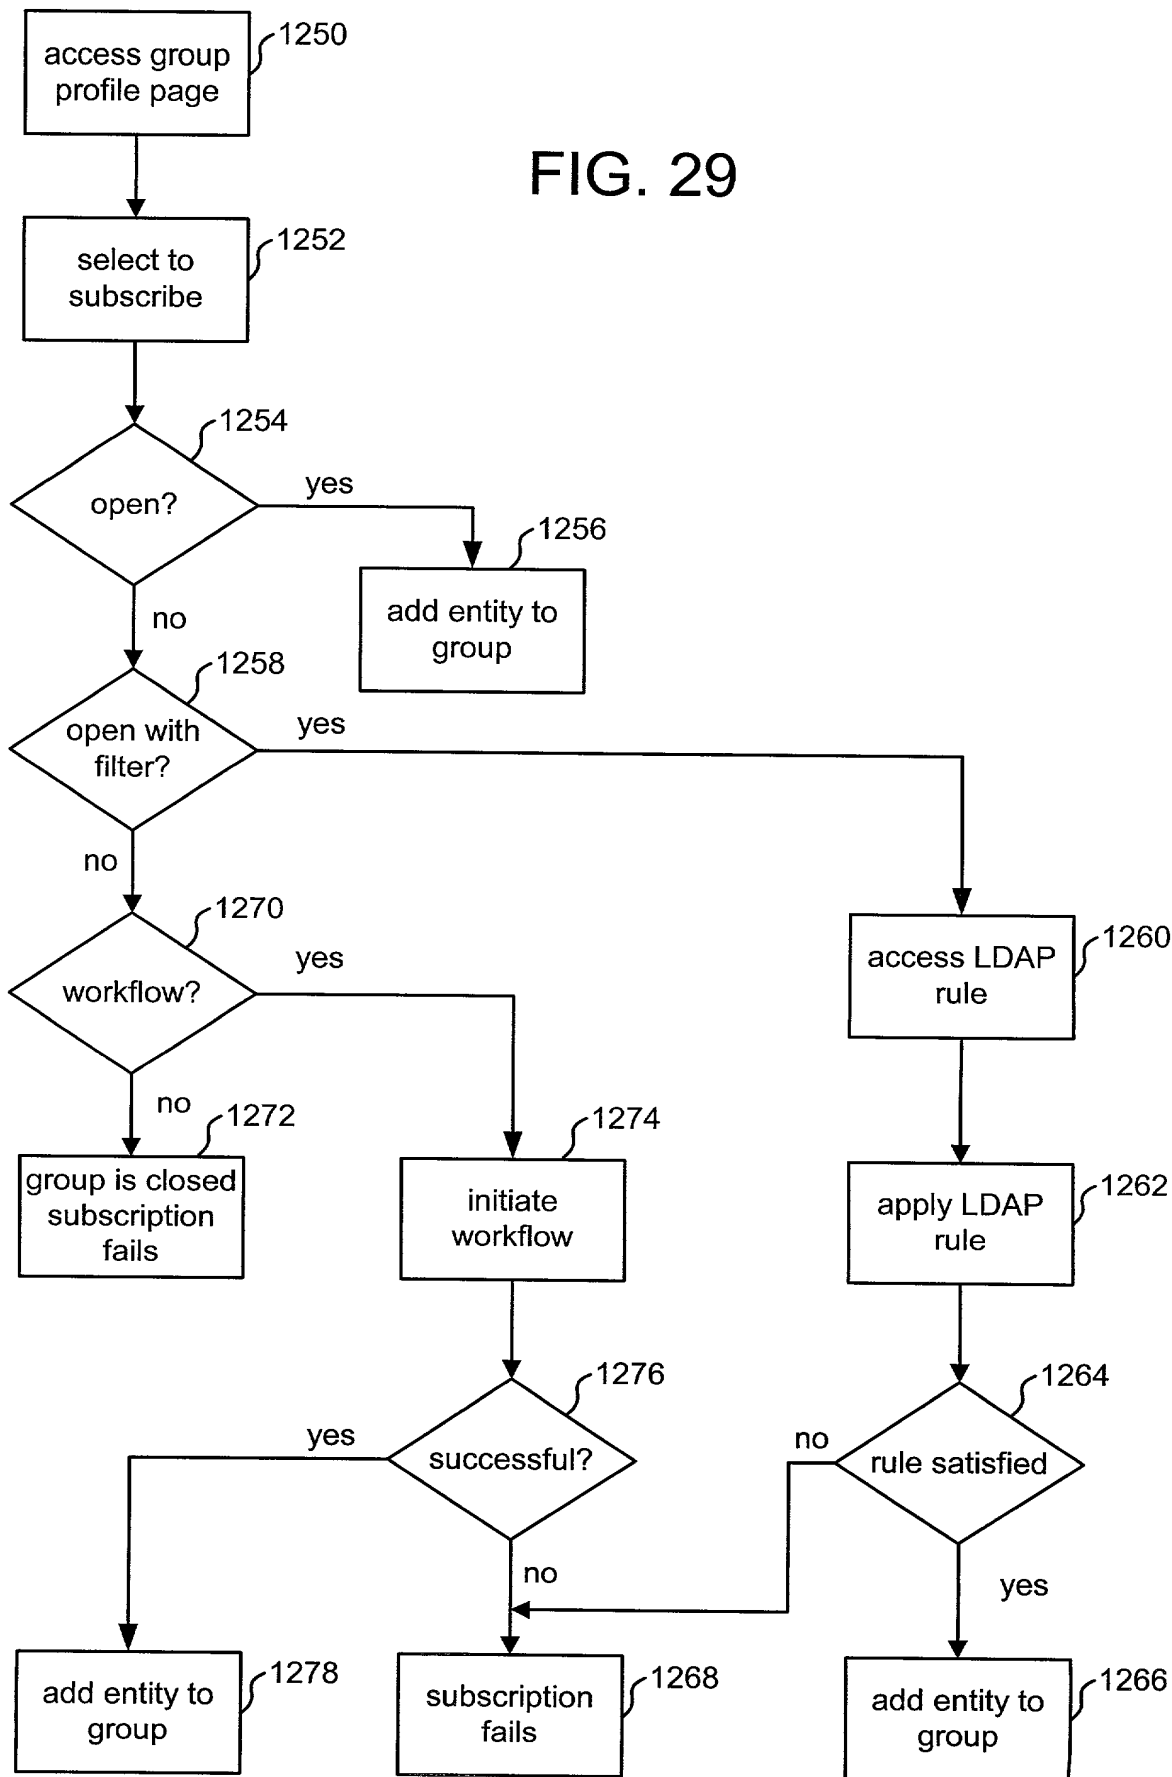 access group
profile page
1250
FIG. 29
select to
subscribe
1252
1254
open?
yes
no
1256
add entity to
group
1258
open with
filter?
yes
no
1270
workflow?
yes
no
1260
access LDAP
rule
1272
group is closed
subscription
fails
1274
initiate
workflow
1262
apply LDAP
rule
1276
successful?
yes
no
1264
rule satisfied
no
yes
1278
add entity to
group
1268
subscription
fails
1266
add entity to
group